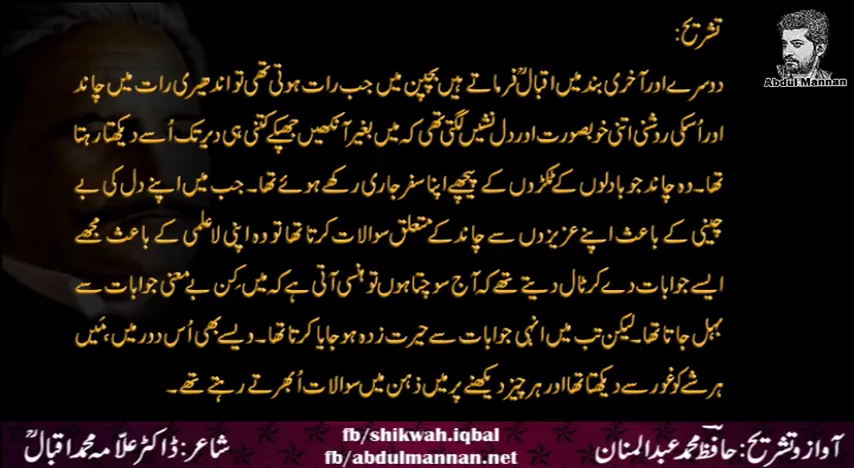 Abdul Mannan
تشریح:
دوسرے اور آخری بند میں اقبالؒ فرماتے ہیں بچپن میں جب رات ہوتی تھی تو اندھیری رات میں چاند
اور اُسکی روشنی اتنی خوبصورت اور دل نشیں لگتی تھی کہ میں بغیر آنکھیں جھپکے کتنی ہی دیر تک اُسے دیکھتا رہتا
تھا۔ وہ چاند جو بادلوں کے ٹکڑوں کے پیچھے اپنا سفر جاری رکھے ہوئے تھا۔ جب میں اپنے دل کی بے
چینی کے باعث اپنے عزیزوں سے چاند کے متعلق سوالات کرتا تھا تو وہ اپنی لاعلمی کے باعث مجھے
ایسے جوابات دے کر ٹال دیتے تھے کہ آج سوچتا ہوں تو ہنسی آتی ہے کہ میں کِن بے معنی جوابات سے
بہل جاتا تھا۔ لیکن تب میں انہی جوابات سے حیرت زدہ ہو جایا کرتا تھا۔ ویسے بھی اُس دور میں، مَیں
ہر شے کو غور سے دیکھتا تھا اور ہر چیز دیکھنے پر میں ذہن میں سوالات اُبھرتے رہتے تھے۔
آواز و تشریح: حافظ محمد عبدالمنان
fb/shikwah.iqbal
fb/abdulmannan.net
شاعر: ڈاکٹر علّامہ محمد اقبالؒ